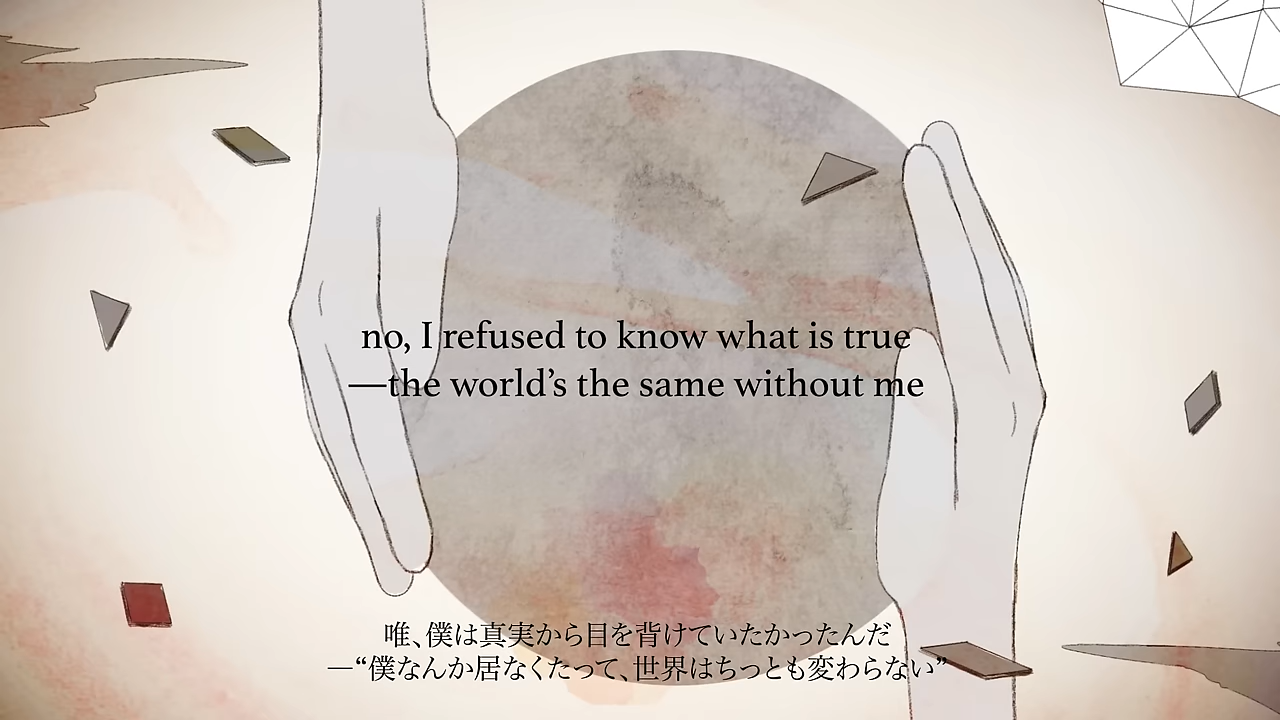 no, I refused to know what is true
—the world’s the same without me
唯、僕は真実から目を背けていたかったんだ
—“僕なんか居なくたって、世界はちっとも変わらない”